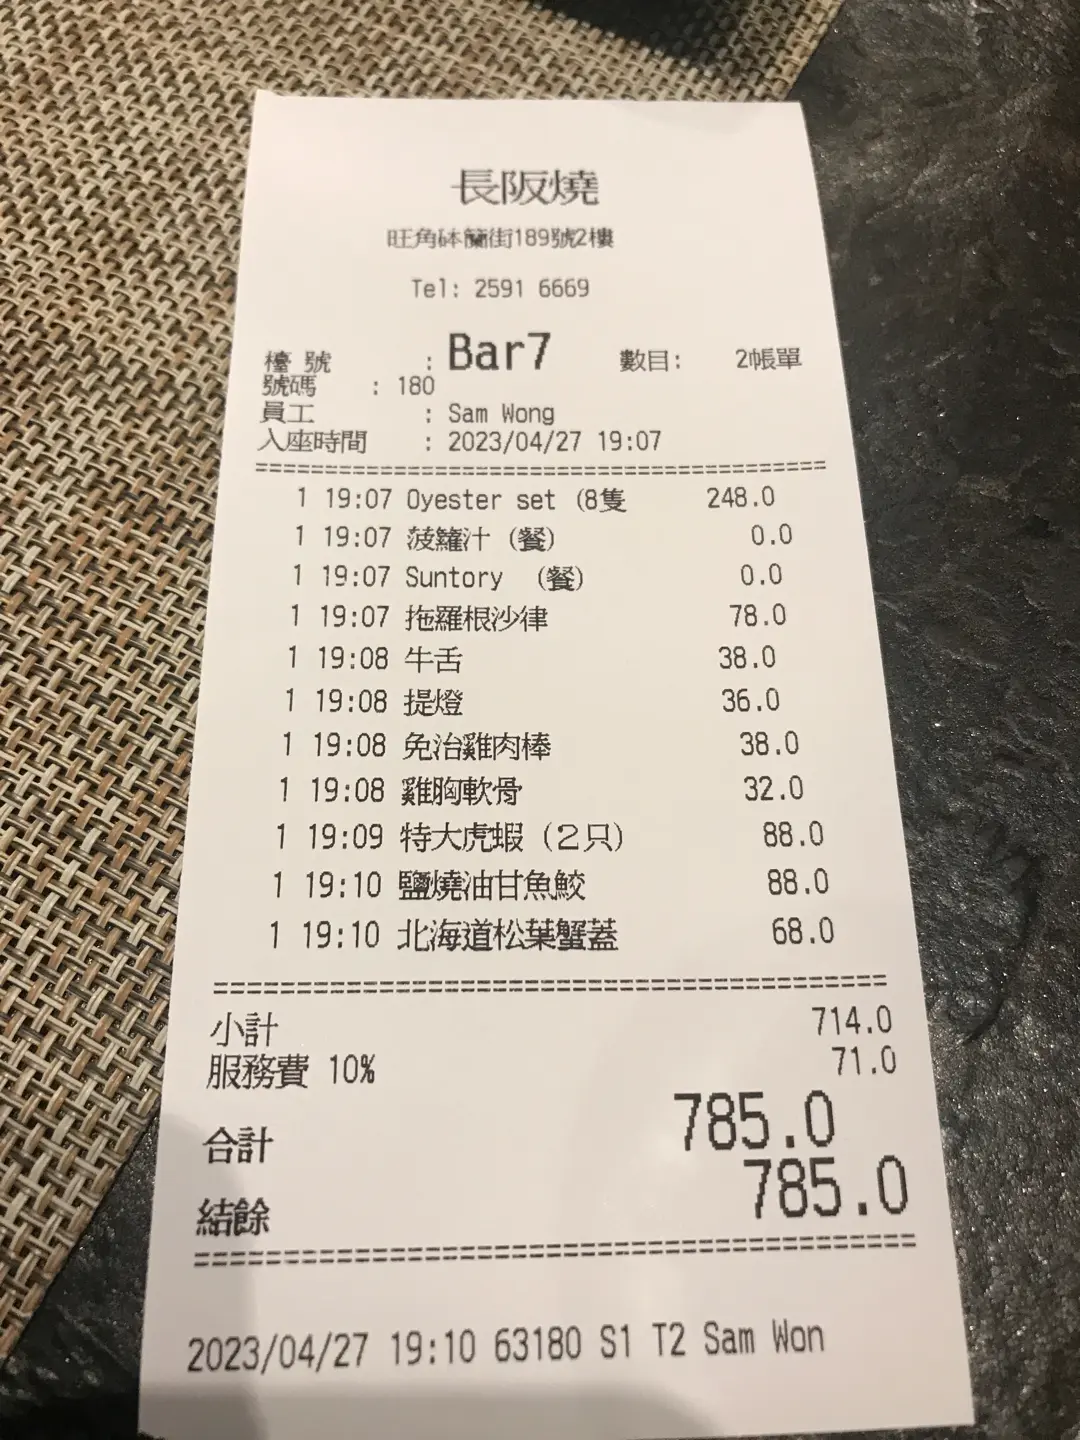 長阪燒
旺角砵蘭街189號2樓
Tel: 2591 6669
檯 號 : Bar7 數目: 2帳單
號碼 : 180
員工 : Sam Wong
入座時間 : 2023/04/27 19:07
1 19:07 Oyester set (8隻 248.0
1 19:07 菠蘿汁 (餐) 0.0
1 19:07 Suntory (餐) 0.0
1 19:07 拖羅根沙律 78.0
1 19:08 牛舌 38.0
1 19:08 提燈 36.0
1 19:08 免治雞肉棒 38.0
1 19:08 雞胸軟骨 32.0
1 19:09 特大虎蝦 (2只) 88.0
1 19:10 鹽燒油甘魚鮫 88.0
1 19:10 北海道松葉蟹蓋 68.0
小計 714.0
服務費 10% 71.0
合計 785.0
結餘 785.0
2023/04/27 19:10 63180 S1 T2 Sam Won